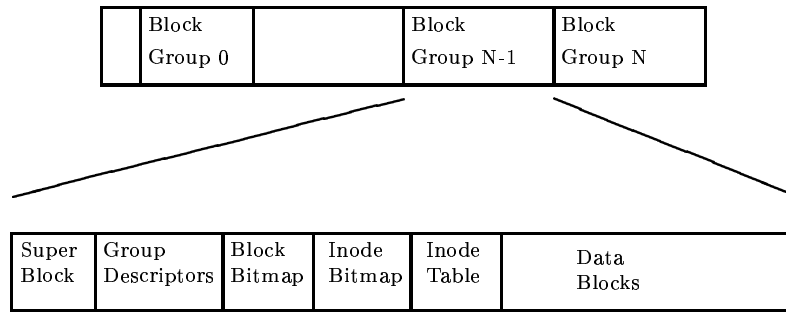 Block
Group 0
Block
Group N-1
Block
Group N
Super
Block
Group
Descriptors
Block
Bitmap
Inode
Bitmap
Inode
Table
Data
Blocks